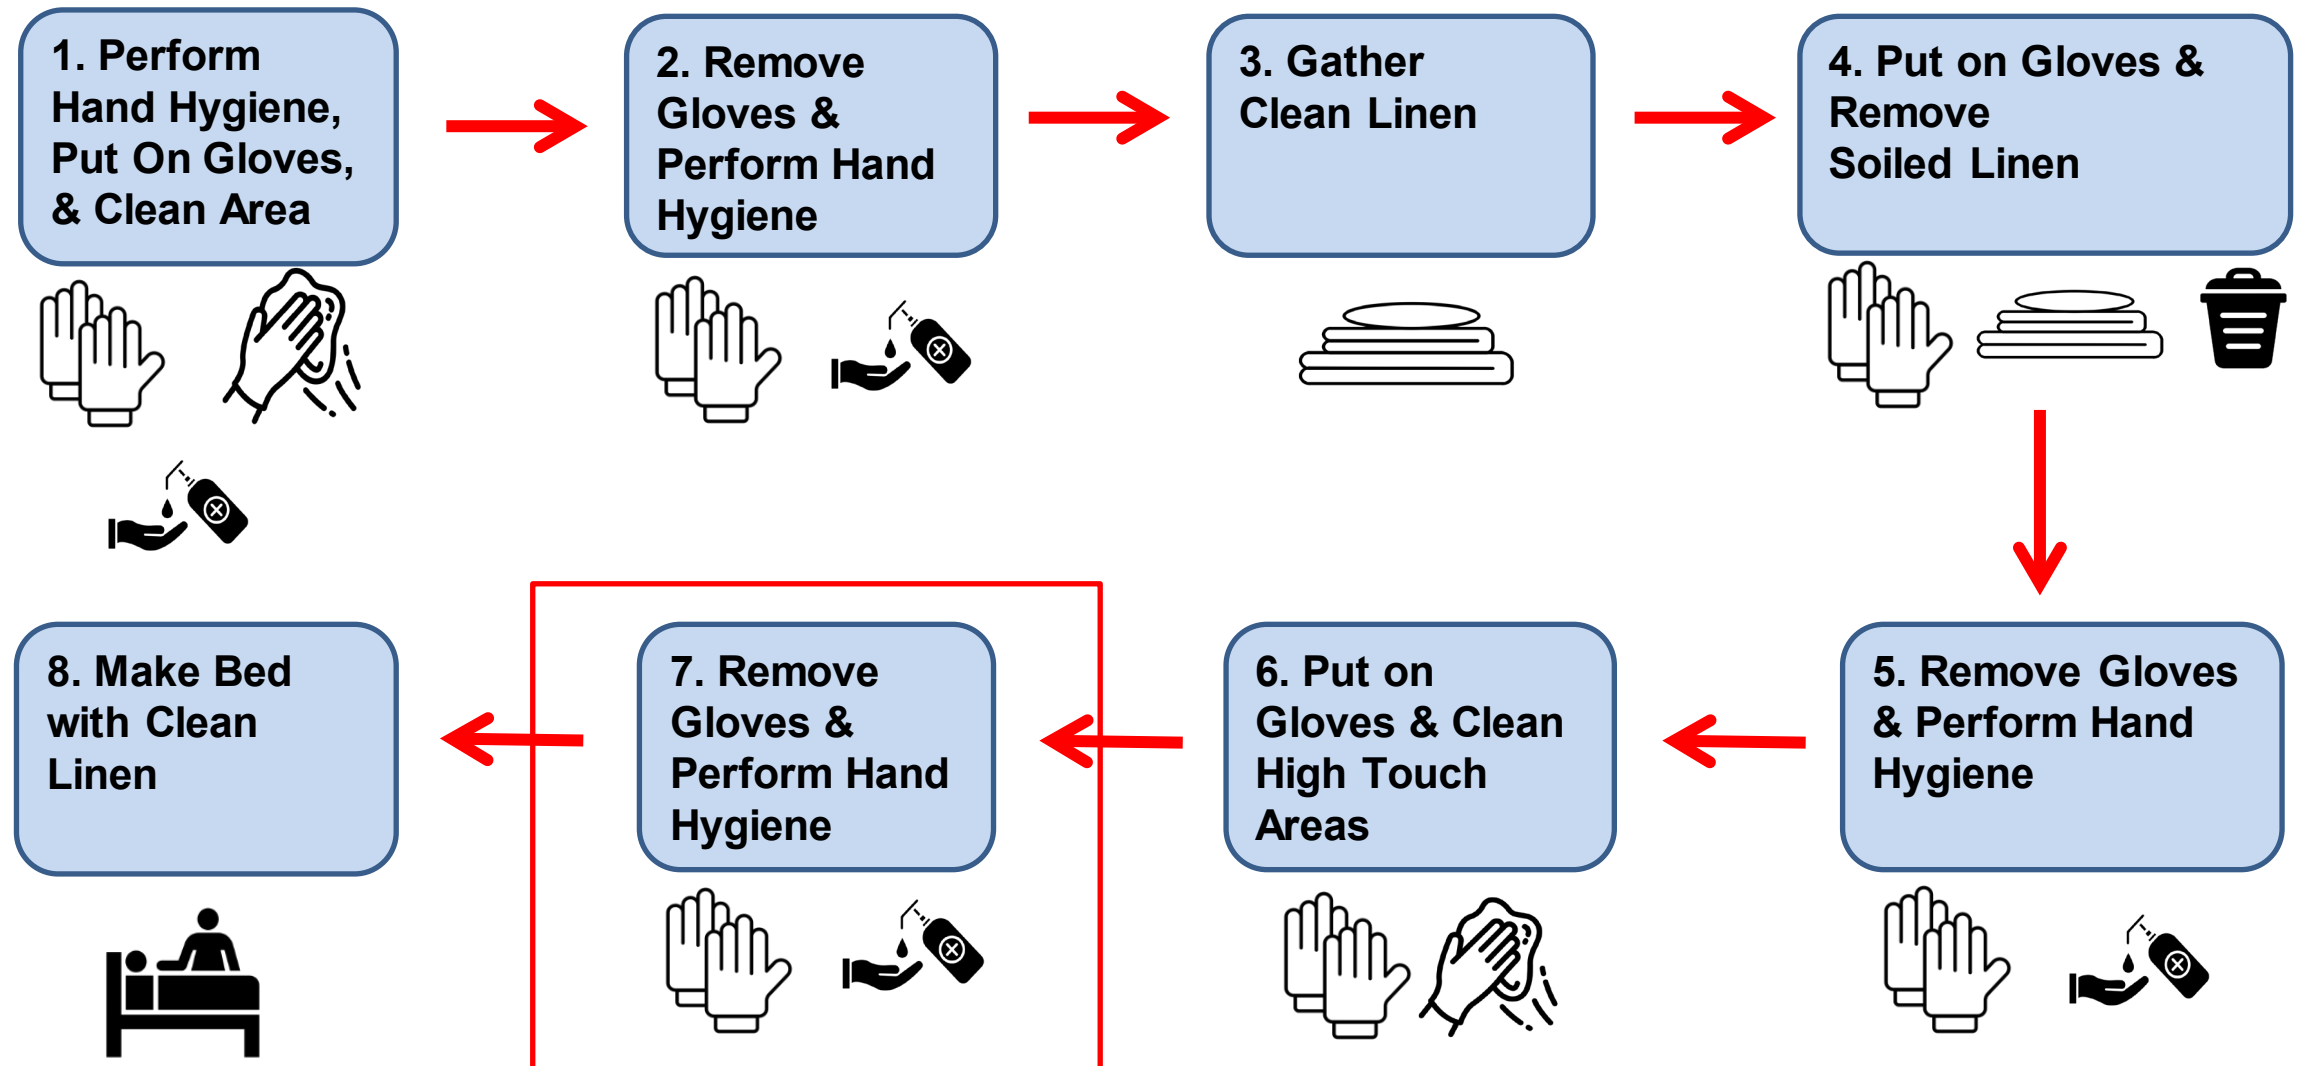 1. Perform
Hand Hygiene,
Put On Gloves,
& Clean Area
2. Remove
Gloves &
Perform Hand
Hygiene
3. Gather
Clean Linen
4. Put on Gloves &
Remove
Soiled Linen
5. Remove Gloves
& Perform Hand
Hygiene
6. Put on
Gloves & Clean
High Touch
Areas
7. Remove
Gloves &
Perform Hand
Hygiene
8. Make Bed
with Clean
Linen